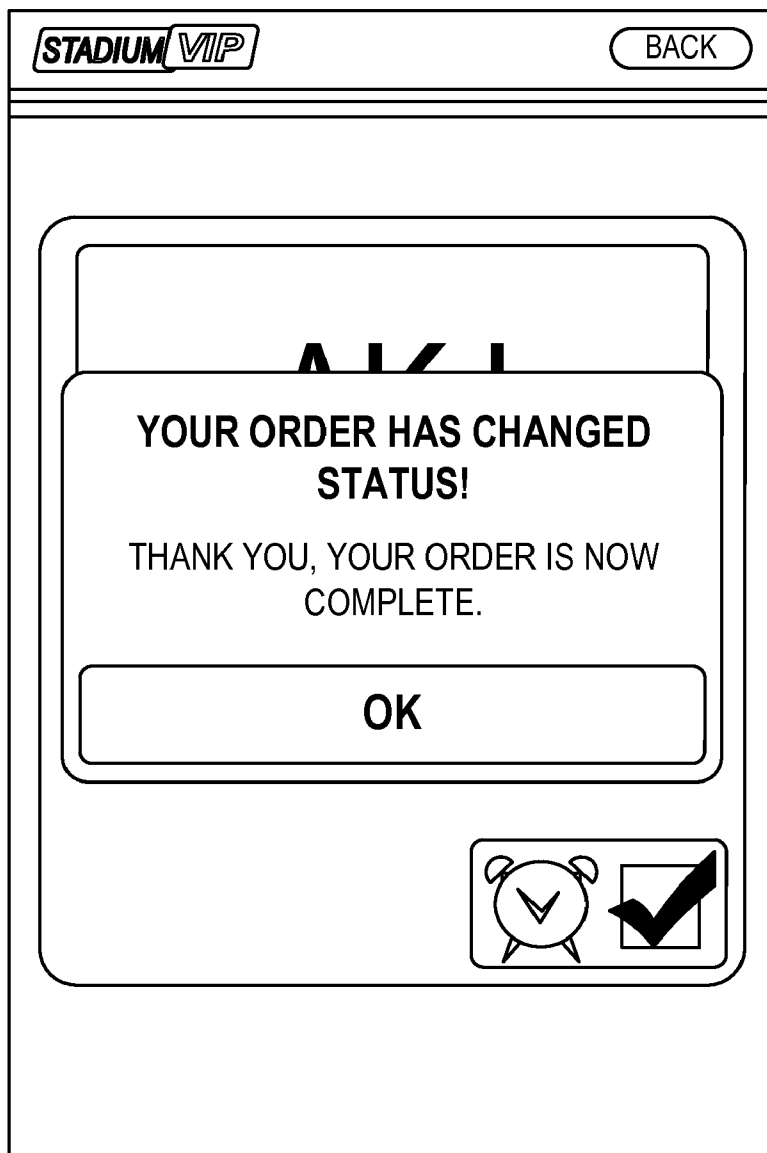 STADIUM VIP
BACK
YOUR ORDER HAS CHANGED
STATUS!
THANK YOU, YOUR ORDER IS NOW
COMPLETE.
OK